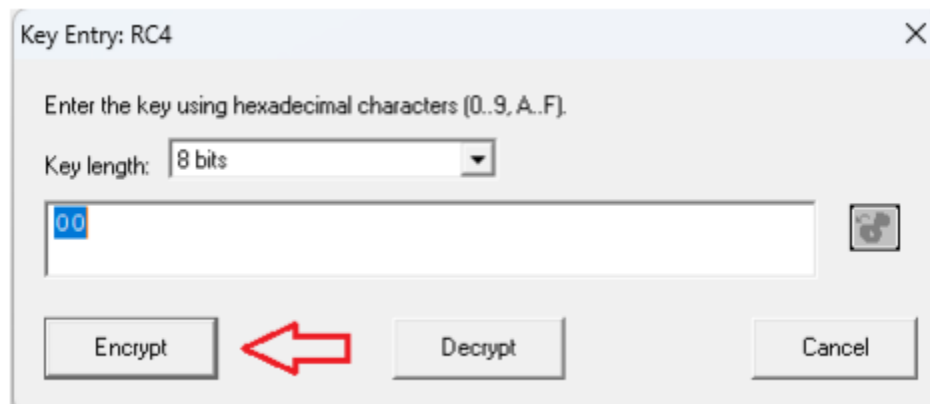 Key Entry: RC4
Enter the key using hexadecimal characters (0..9, A..F).
Key length: 8 bits
00
Encrypt Decrypt Cancel